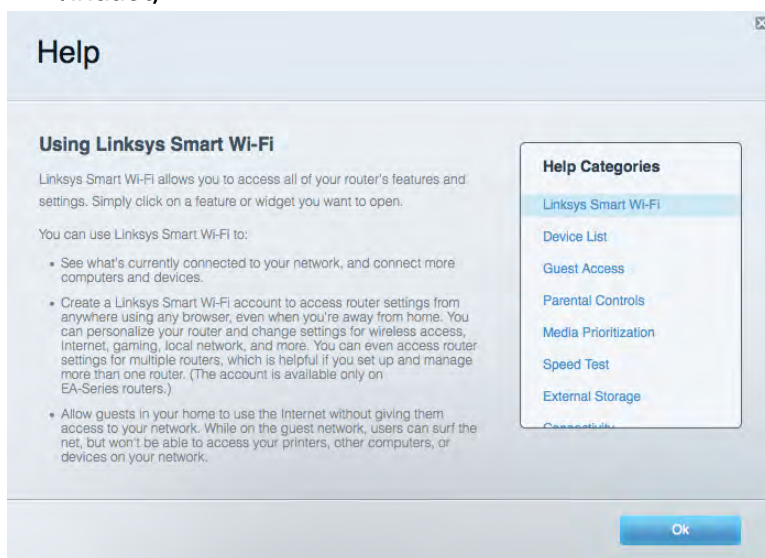 Help
Using Linksys Smart Wi-Fi
Linksys Smart Wi-Fi allows you to access all of your router's features and
settings. Simply click on a feature or widget you want to open.
You can use Linksys Smart Wi-Fi to:
• See what's currently connected to your network, and connect more
computers and devices.
• Create a Linksys Smart Wi-Fi account to access router settings from
anywhere using any browser, even when you're away from home. You
can personalize your router and change settings for wireless access,
Internet, gaming, local network, and more. You can even access router
settings for multiple routers, which is helpful if you set up and manage
more than one router. (The account is available only on
EA-Series routers.)
• Allow guests in your home to use the Internet without giving them
access to your network. While on the guest network, users can surf the
net, but won't be able to access your printers, other computers, or
devices on your network.
Help Categories
Linksys Smart Wi-Fi
Device List
Guest Access
Parental Controls
Media Prioritization
Speed Test
External Storage
Connectivity
Ok